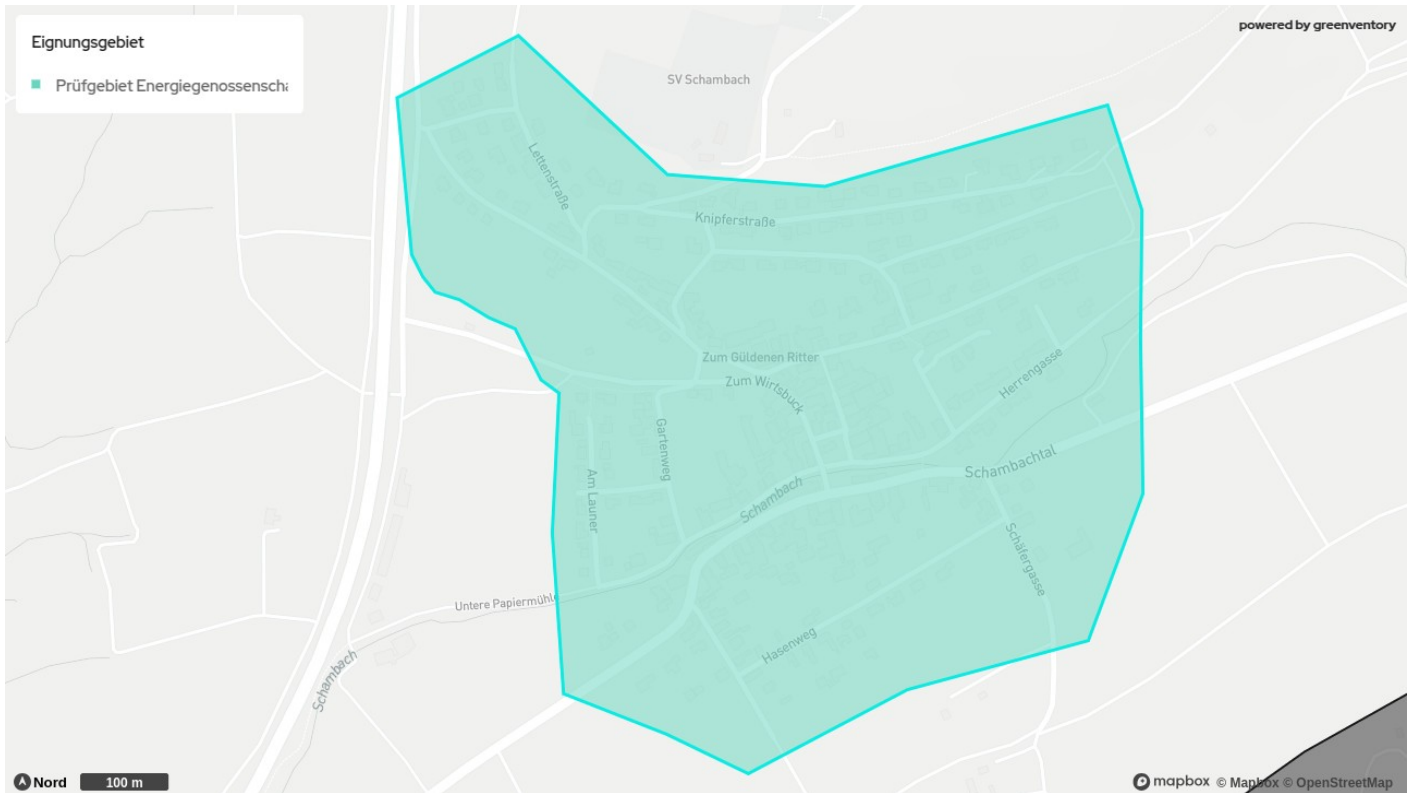 Eignungsgebiet
Prüfgebiet Energiegenossensch
powered by greenventory
SV Schambach
Lettenstraße
Knipferstraße
Zum Güldenen Ritter
Zum Wirtsbuck
Herrengasse
Gartenweg
Am Launer
Schambach
Schambachtal
Schäfergasse
Untere Papiermühle
Hasenweg
Schambach
Nord
100 m
mapbox © Mapbox © OpenStreetMap